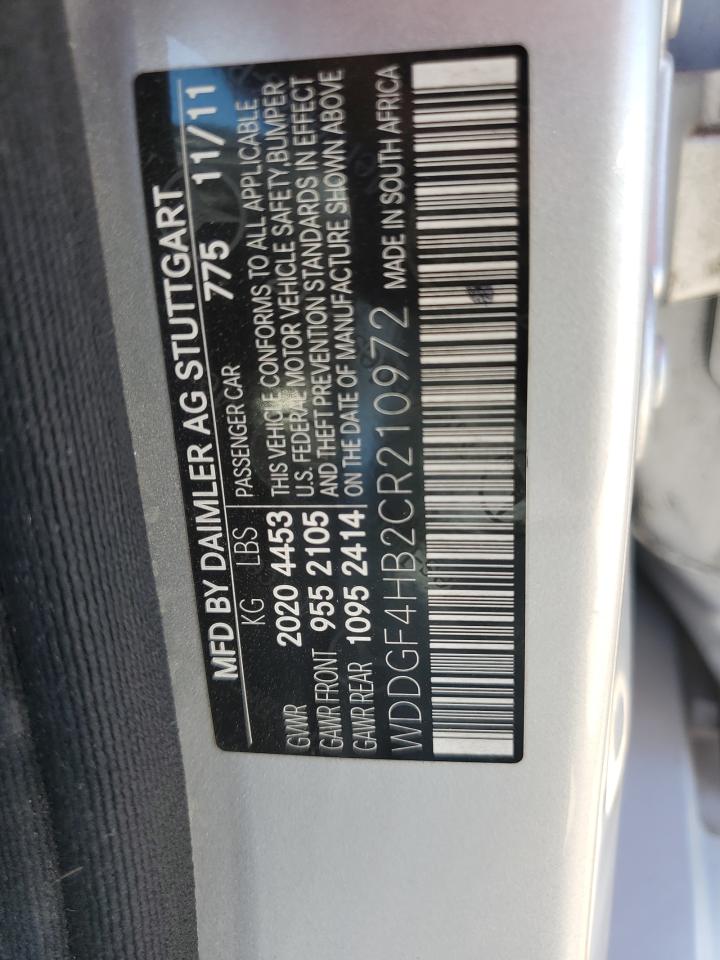 MFD BY DAIMLER AG STUTTGART
775 11/11
KG LBS PASSENGER CAR
GVWR 2020 4453 THIS VEHICLE CONFORMS TO ALL APPLICABLE
U.S. FEDERAL MOTOR VEHICLE SAFETY,BUMPER
GAWR FRONT 955 2105 AND THEFT PREVENTION STANDARDS IN EFFECT
GAWR REAR 1095 2414 ON THE DATE OF MANUFACTURE SHOWN ABOVE
WDDGF4HB2CR210972 MADE IN SOUTH AFRICA